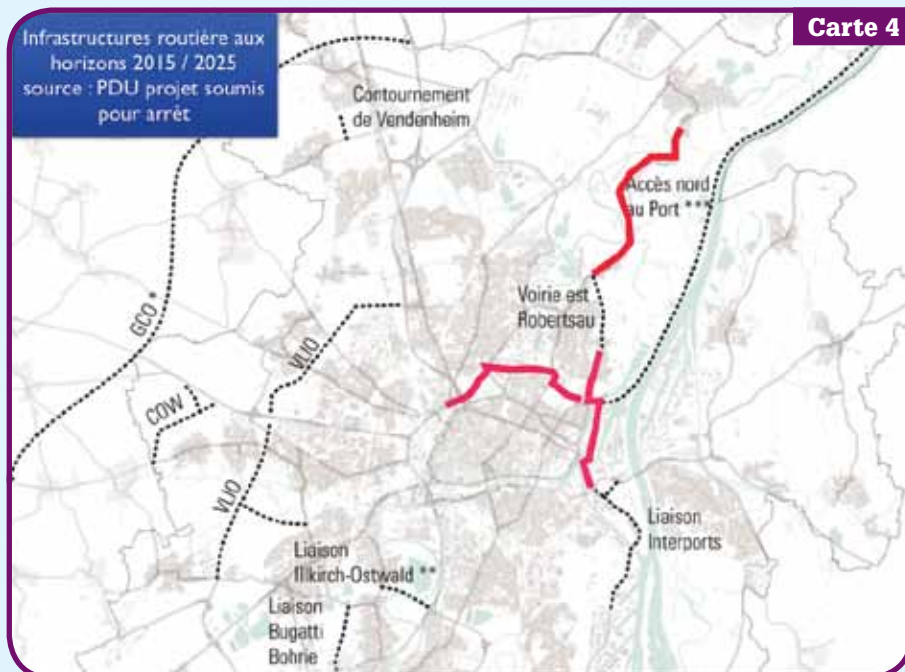 Carte 4
Infrastructures routière aux
horizons 2015 / 2025
source : PDU projet soumis
pour arrêt
Contournement
de Vendenheim
Accès nord
au Port ***
GCO *
Voirie est
Robertsau
VLIO
COW
VLIO
Liaison
Interports
Liaison
Illkirch-Ostwald **
Liaison
Bugatti
Bohrie